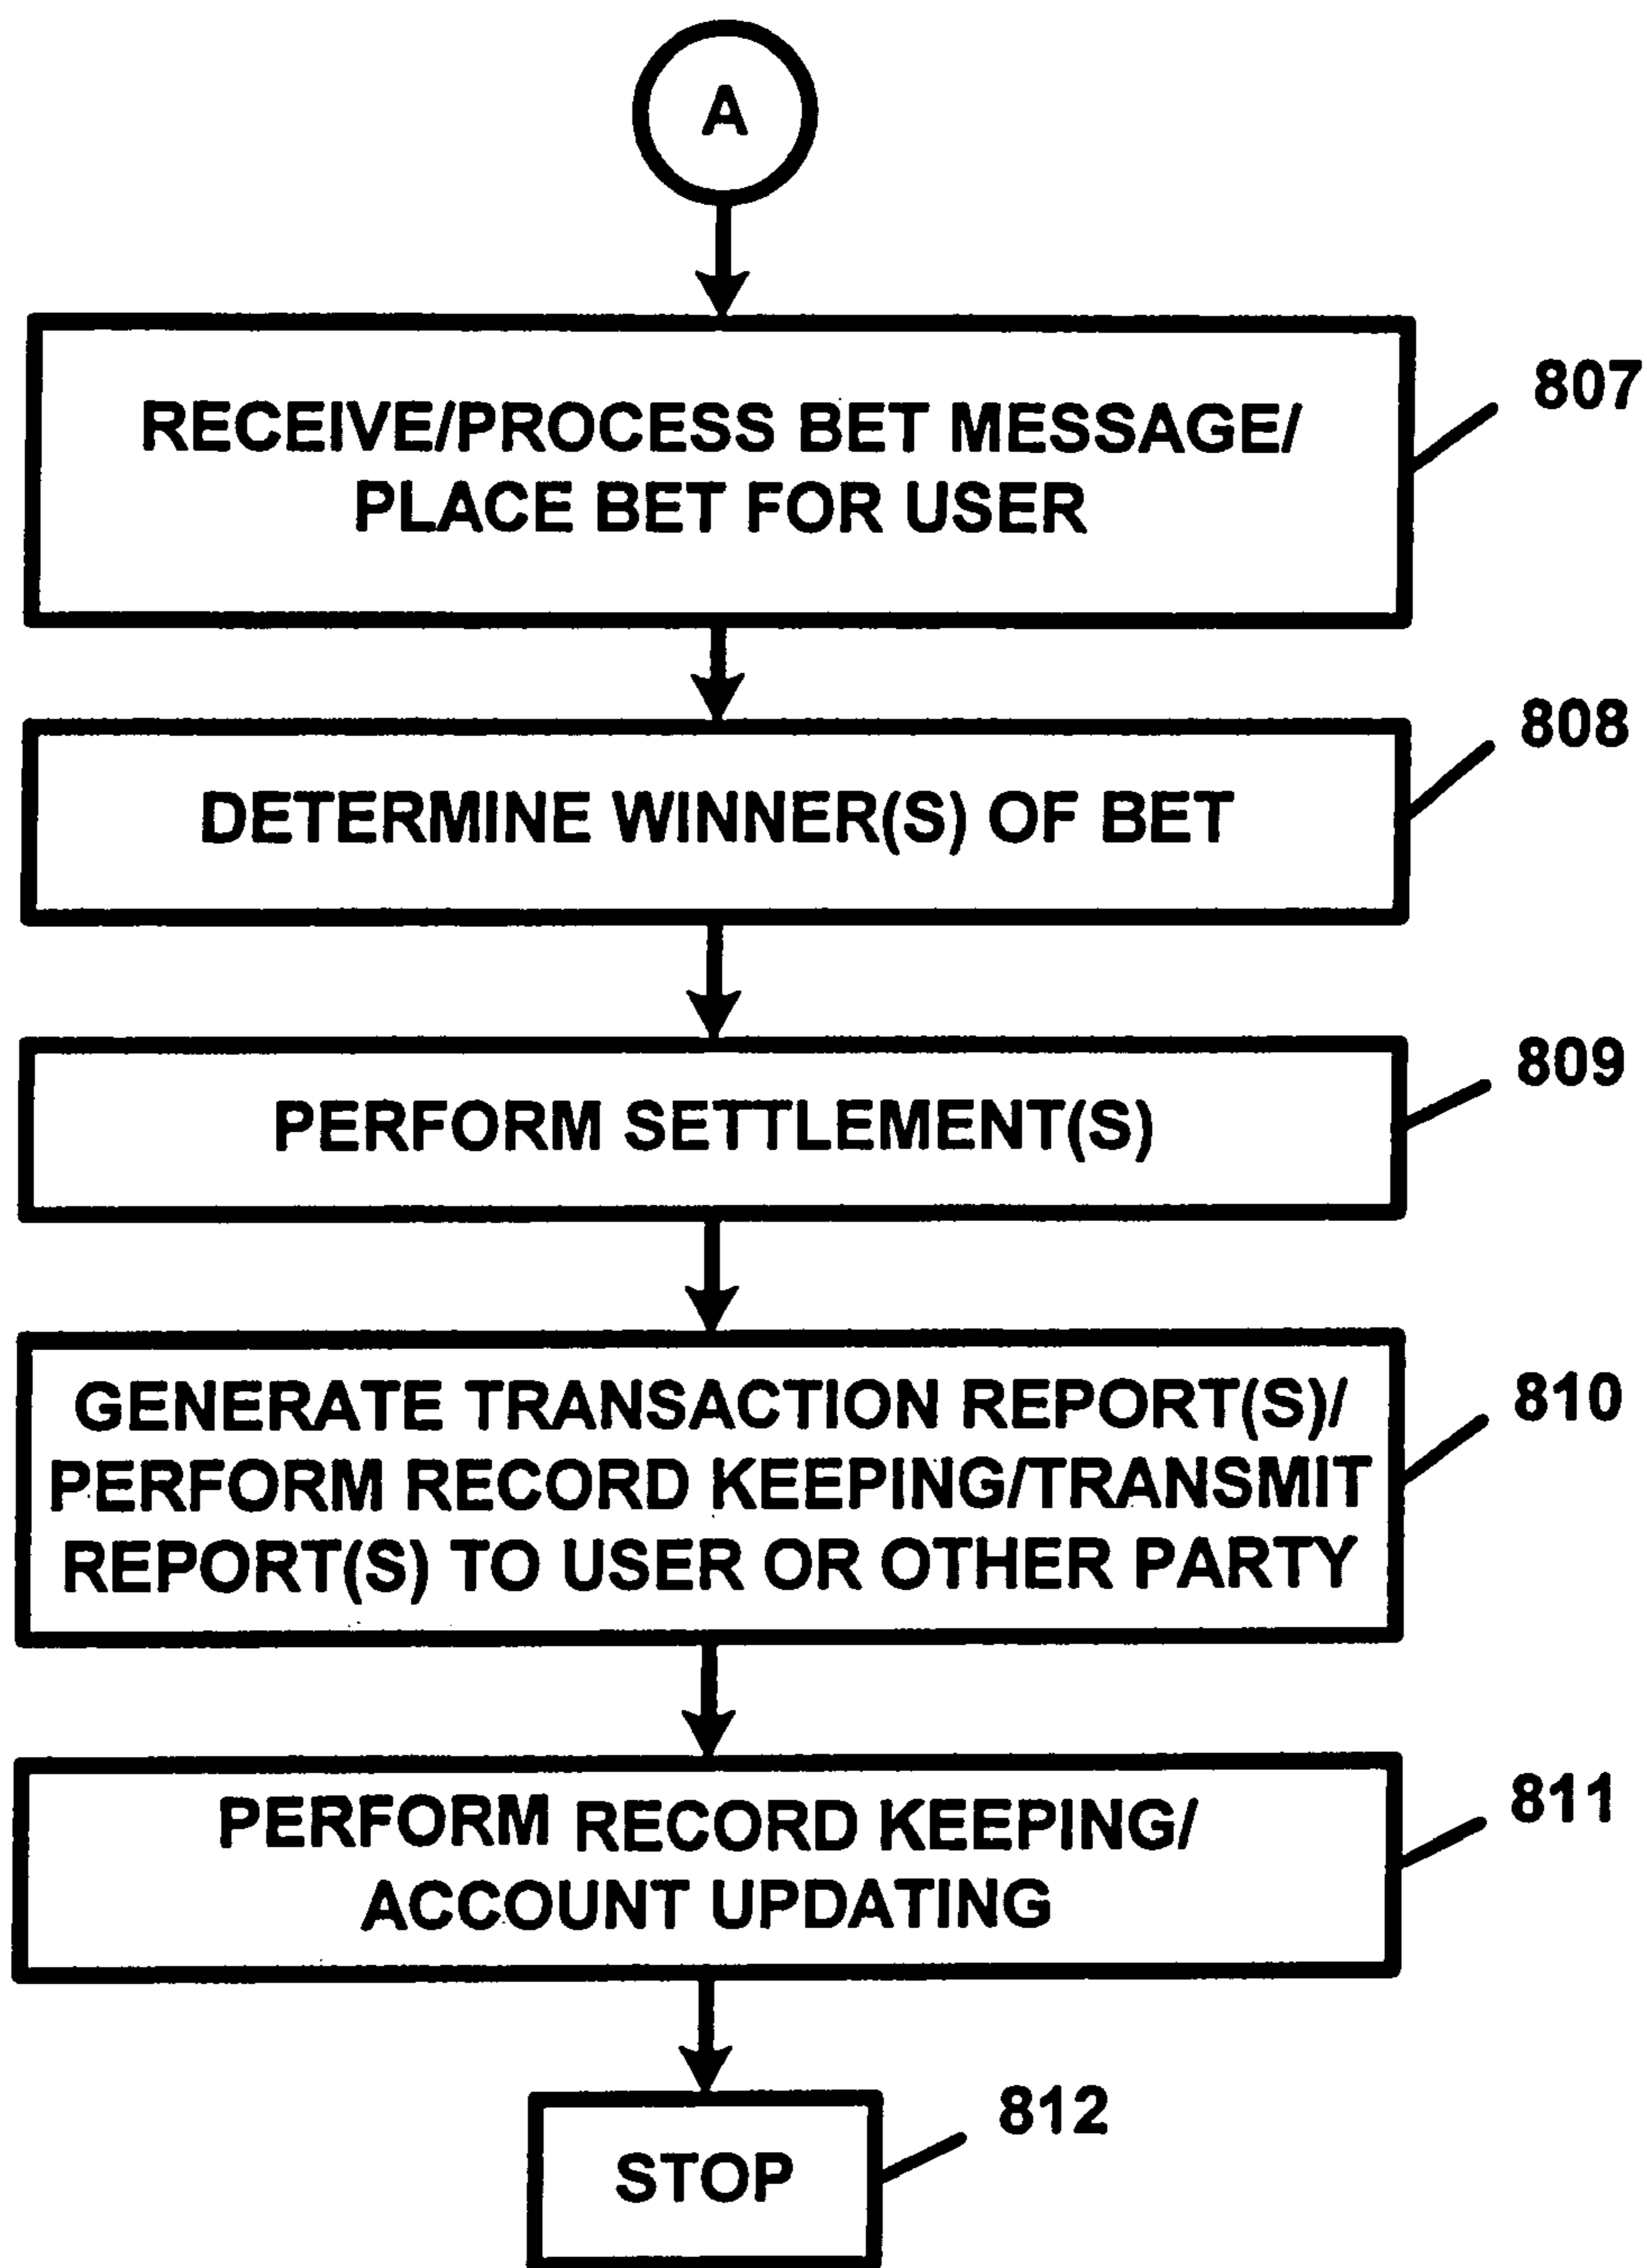 A
807
RECEIVE/PROCESS BET MESSAGE/
PLACE BET FOR USER
808
DETERMINE WINNER(S) OF BET
809
PERFORM SETTLEMENT(S)
810
GENERATE TRANSACTION REPORT(S)/
PERFORM RECORD KEEPING/TRANSMIT
REPORT(S) TO USER OR OTHER PARTY
811
PERFORM RECORD KEEPING/
ACCOUNT UPDATING
812
STOP